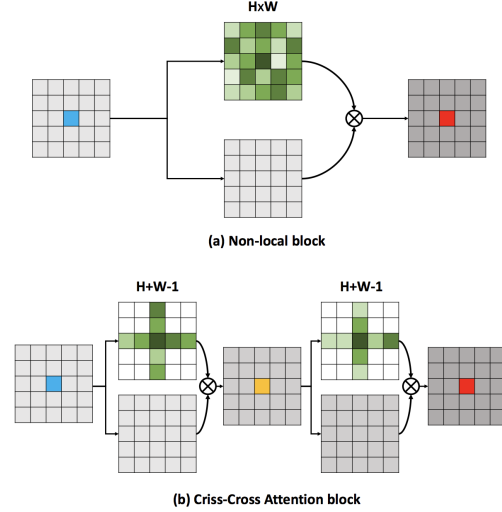 HxW
(a) Non-local block
H+W-1
H+W-1
(b) Criss-Cross Attention block